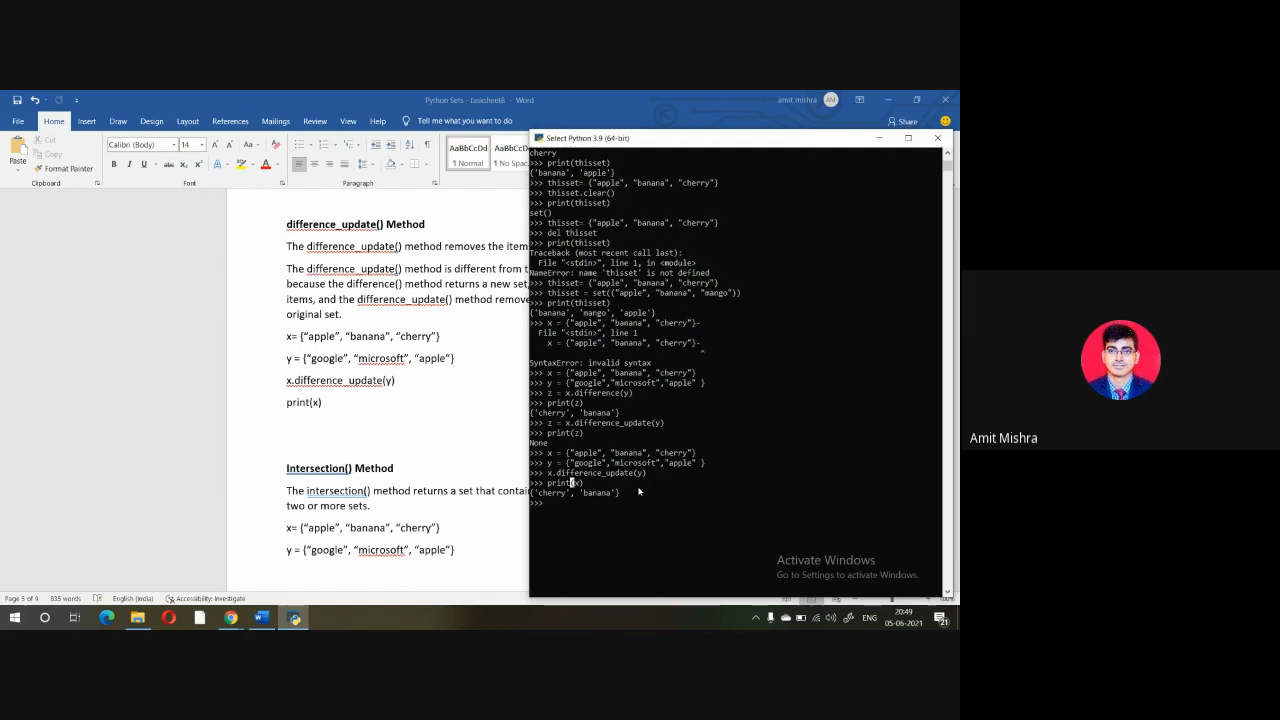 Python Sets - tasksheet6 - Word
amit mishra
AM
File Home Insert Draw Design Layout References Mailings Review View Help Tell me what you want to do
Share
Paste
Cut
Copy
Format Painter
Clipboard
Calibri (Body)
14
Font
Paragraph
AaBbCcDd
¶ Normal
AaBbCcDd
¶ No Spac
difference_update() Method
The difference_update() method removes the item
The difference_update() method is different from t
because the difference() method returns a new set
items, and the difference_update() method remove
original set.
x= {“apple”, “banana”, “cherry”}
y = {“google”, “microsoft”, “apple”}
x.difference_update(y)
print(x)
Intersection() Method
The intersection() method returns a set that contain
two or more sets.
x= {“apple”, “banana”, “cherry”}
y = {“google”, “microsoft”, “apple”}
Select Python 3.9 (64-bit)
cherry
>>> print(thisset)
{'banana', 'apple'}
>>> thisset= {"apple", "banana", "cherry"}
>>> thisset.clear()
>>> print(thisset)
set()
>>> thisset= {"apple", "banana", "cherry"}
>>> del thisset
>>> print(thisset)
Traceback (most recent call last):
File "<stdin>", line 1, in <module>
NameError: name 'thisset' is not defined
>>> thisset= {"apple", "banana", "cherry"}
>>> thisset = set(("apple", "banana", "mango"))
>>> print(thisset)
{'banana', 'mango', 'apple'}
>>> x = {"apple", "banana", "cherry"}-
File "<stdin>", line 1
x = {"apple", "banana", "cherry"}-
^
SyntaxError: invalid syntax
>>> x = {"apple", "banana", "cherry"}
>>> y = {"google","microsoft","apple" }
>>> z = x.difference(y)
>>> print(z)
{'cherry', 'banana'}
>>> z = x.difference_update(y)
>>> print(z)
None
>>> x = {"apple", "banana", "cherry"}
>>> y = {"google","microsoft","apple" }
>>> x.difference_update(y)
>>> print(x)
{'cherry', 'banana'}
>>>
Activate Windows
Go to Settings to activate Windows.
Page 5 of 9 835 words English (India) Accessibility: Investigate
ENG
20:49
05-06-2021
21
Amit Mishra